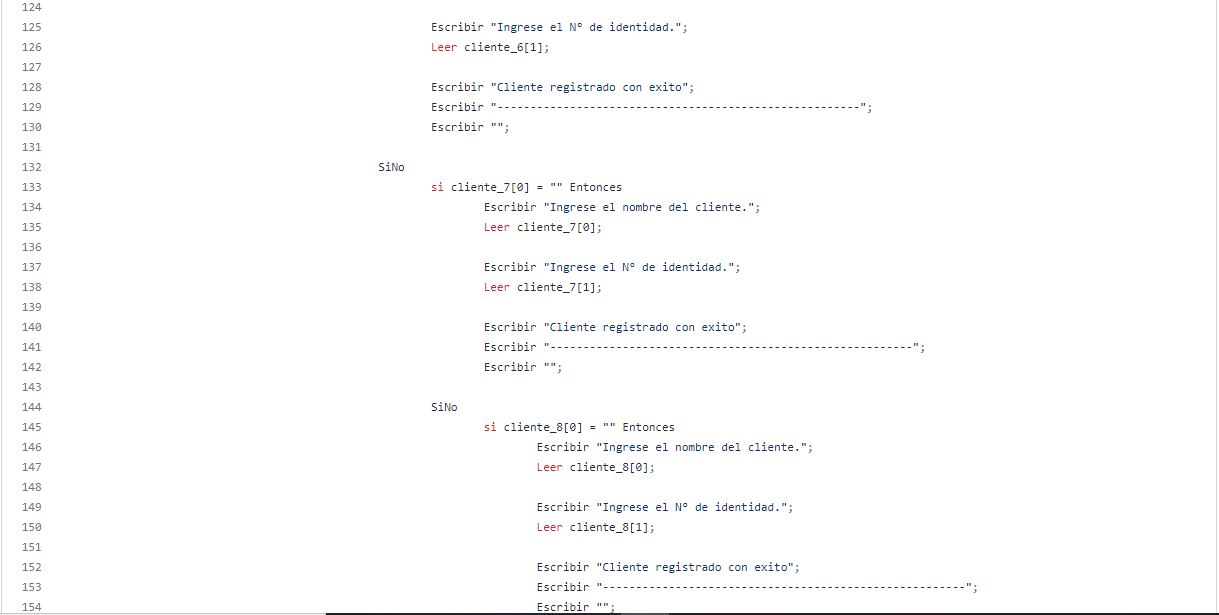 124
125 Escribir "Ingrese el N° de identidad.";
126 Leer cliente_6[1];
127
128 Escribir "Cliente registrado con exito";
129 Escribir "-------------------------------------------------------";
130 Escribir "";
131
132 SiNo
133 si cliente_7[0] = "" Entonces
134 Escribir "Ingrese el nombre del cliente.";
135 Leer cliente_7[0];
136
137 Escribir "Ingrese el N° de identidad.";
138 Leer cliente_7[1];
139
140 Escribir "Cliente registrado con exito";
141 Escribir "-------------------------------------------------------";
142 Escribir "";
143
144 SiNo
145 si cliente_8[0] = "" Entonces
146 Escribir "Ingrese el nombre del cliente.";
147 Leer cliente_8[0];
148
149 Escribir "Ingrese el N° de identidad.";
150 Leer cliente_8[1];
151
152 Escribir "Cliente registrado con exito";
153 Escribir "-------------------------------------------------------";
154 Escribir "";